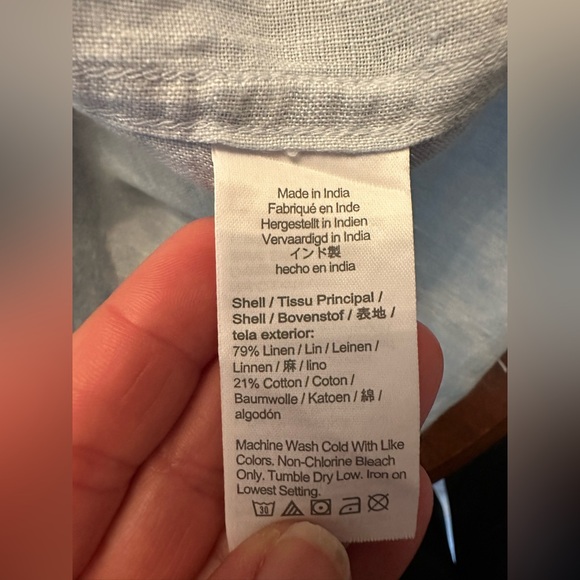 Made in India
Fabriqué en Inde
Hergestellt in Indien
Vervaardigd in India
インド製
hecho en india
Shell / Tissu Principal /
Shell / Bovenstof / 表地 /
tela exterior:
79% Linen / Lin / Leinen /
Linnen / 麻 / lino
21% Cotton / Coton /
Baumwolle / Katoen / 綿 /
algodón
Machine Wash Cold With Like
Colors. Non-Chlorine Bleach
Only. Tumble Dry Low. Iron on
Lowest Setting.
30